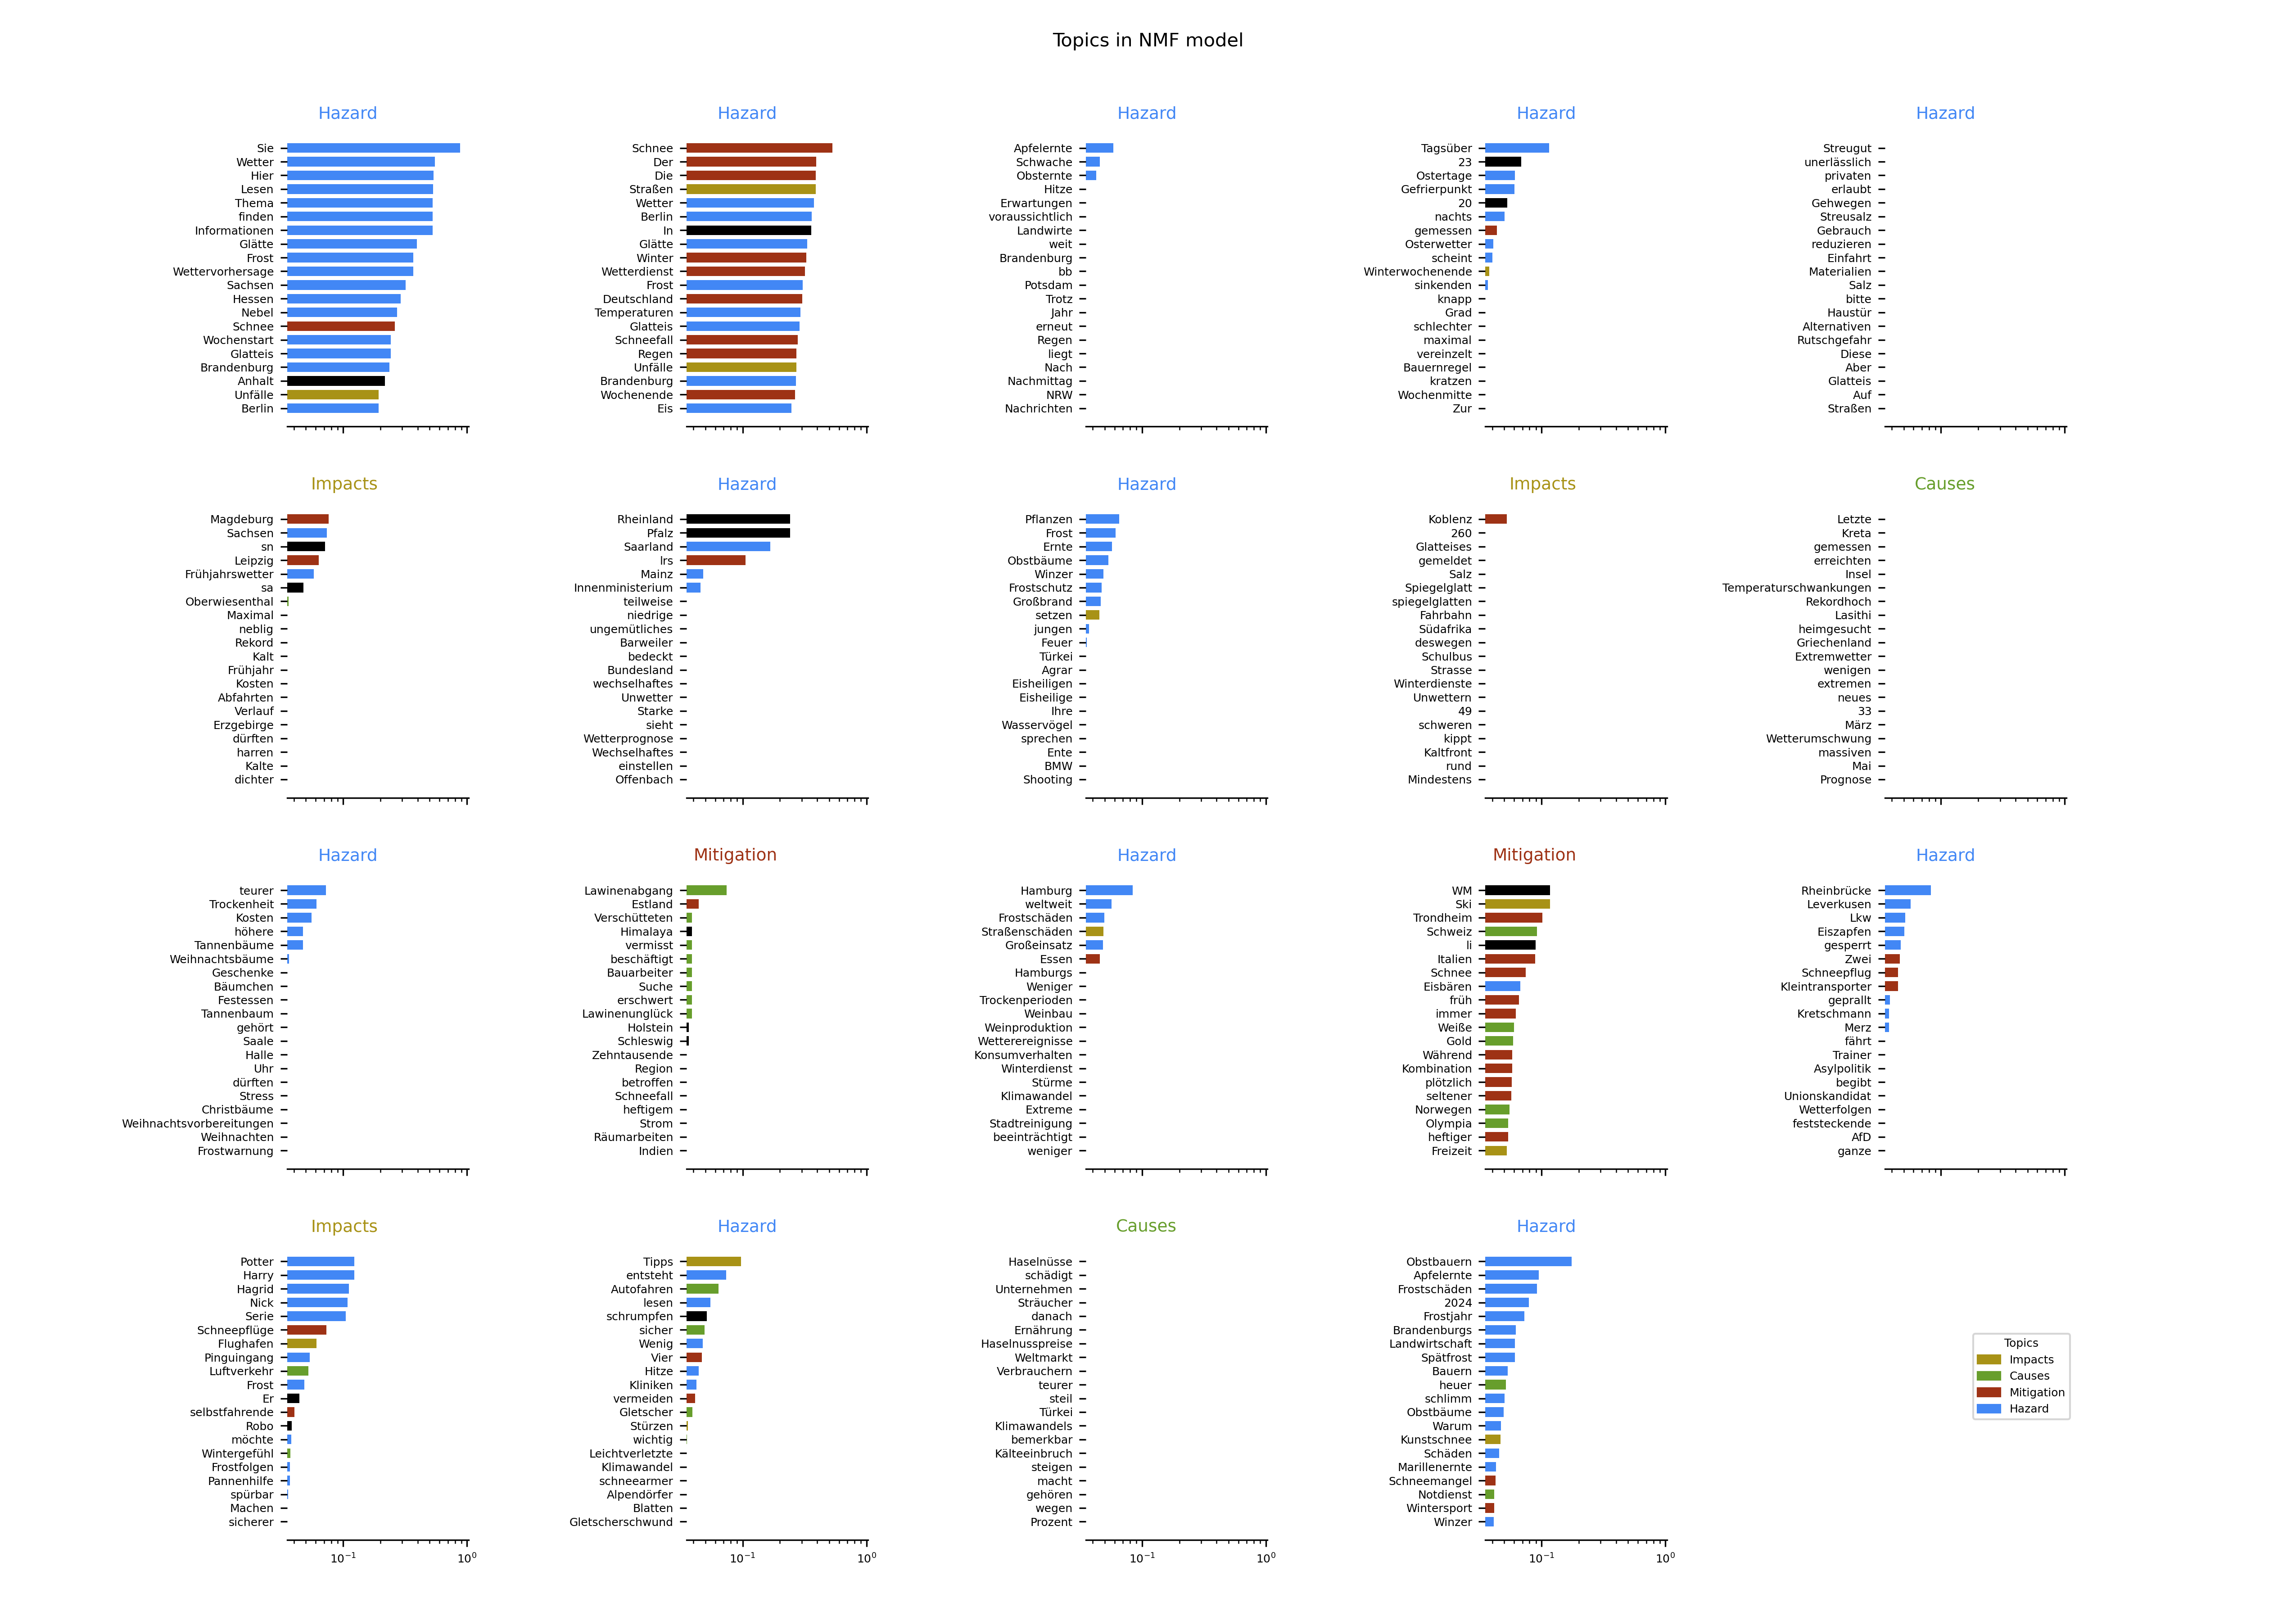 Topics in NMF model
Hazard
Sie
Wetter
Hier
Lesen
Thema
finden
Informationen
Glätte
Frost
Wettervorhersage
Sachsen
Hessen
Nebel
Schnee
Wochenstart
Glatteis
Brandenburg
Anhalt
Unfälle
Berlin
Hazard
Schnee
Der
Die
Straßen
Wetter
Berlin
In
Glätte
Winter
Wetterdienst
Frost
Deutschland
Temperaturen
Glatteis
Schneefall
Regen
Unfälle
Brandenburg
Wochenende
Eis
Hazard
Apfelernte
Schwache
Obsternte
Hitze
Erwartungen
voraussichtlich
Landwirte
weit
Brandenburg
bb
Potsdam
Trotz
Jahr
erneut
Regen
liegt
Nach
Nachmittag
NRW
Nachrichten
Hazard
Tagsüber
23
Ostertage
Gefrierpunkt
20
nachts
gemessen
Osterwetter
scheint
Winterwochenende
sinkenden
knapp
Grad
schlechter
maximal
vereinzelt
Bauernregel
kratzen
Wochenmitte
Zur
Hazard
Streugut
unerlässlich
privaten
erlaubt
Gehwegen
Streusalz
Gebrauch
reduzieren
Einfahrt
Materialien
Salz
bitte
Haustür
Alternativen
Rutschgefahr
Diese
Aber
Glatteis
Auf
Straßen
Impacts
Magdeburg
Sachsen
sn
Leipzig
Frühjahrswetter
sa
Oberwiesenthal
Maximal
neblig
Rekord
Kalt
Frühjahr
Kosten
Abfahrten
Verlauf
Erzgebirge
dürften
harren
Kalte
dichter
Hazard
Rheinland
Pfalz
Saarland
lrs
Mainz
Innenministerium
teilweise
niedrige
ungemütliches
Barweiler
bedeckt
Bundesland
wechselhaftes
Unwetter
Starke
sieht
Wetterprognose
Wechselhaftes
einstellen
Offenbach
Hazard
Pflanzen
Frost
Ernte
Obstbäume
Winzer
Frostschutz
Großbrand
setzen
jungen
Feuer
Türkei
Agrar
Eisheiligen
Eisheilige
Ihre
Wasservögel
sprechen
Ente
BMW
Shooting
Impacts
Koblenz
260
Glatteises
gemeldet
Salz
Spiegelglatt
spiegelglatten
Fahrbahn
Südafrika
deswegen
Schulbus
Strasse
Winterdienste
Unwettern
49
schweren
kippt
Kaltfront
rund
Mindestens
Causes
Letzte
Kreta
gemessen
erreichten
Insel
Temperaturschwankungen
Rekordhoch
Lasithi
heimgesucht
Griechenland
Extremwetter
wenigen
extremen
neues
33
März
Wetterumschwung
massiven
Mai
Prognose
Hazard
teurer
Trockenheit
Kosten
höhere
Tannenbäume
Weihnachtsbäume
Geschenke
Bäumchen
Festessen
Tannenbaum
gehört
Saale
Halle
Uhr
dürften
Stress
Christbäume
Weihnachtsvorbereitungen
Weihnachten
Frostwarnung
Mitigation
Lawinenabgang
Estland
Verschütteten
Himalaya
vermisst
beschäftigt
Bauarbeiter
Suche
erschwert
Lawinenunglück
Holstein
Schleswig
Zehntausende
Region
betroffen
Schneefall
heftigem
Strom
Räumarbeiten
Indien
Hazard
Hamburg
weltweit
Frostschäden
Straßenschäden
Großeinsatz
Essen
Hamburgs
Weniger
Trockenperioden
Weinbau
Weinproduktion
Wetterereignisse
Konsumverhalten
Winterdienst
Stürme
Klimawandel
Extreme
Stadtreinigung
beeinträchtigt
weniger
Mitigation
WM
Ski
Trondheim
Schweiz
li
Italien
Schnee
Eisbären
früh
immer
Weiße
Gold
Während
Kombination
plötzlich
seltener
Norwegen
Olympia
heftiger
Freizeit
Hazard
Rheinbrücke
Leverkusen
Lkw
Eiszapfen
gesperrt
Zwei
Schneepflug
Kleintransporter
geprallt
Kretschmann
Merz
fährt
Trainer
Asylpolitik
begibt
Unionskandidat
Wetterfolgen
feststeckende
AfD
ganze
Impacts
Potter
Harry
Hagrid
Nick
Serie
Schneepflüge
Flughafen
Pinguingang
Luftverkehr
Frost
Er
selbstfahrende
Robo
möchte
Wintergefühl
Frostfolgen
Pannenhilfe
spürbar
Machen
sicherer
10⁻¹ 10⁰
Hazard
Tipps
entsteht
Autofahren
lesen
schrumpfen
sicher
Wenig
Vier
Hitze
Kliniken
vermeiden
Gletscher
Stürzen
wichtig
Leichtverletzte
Klimawandel
schneearmer
Alpendörfer
Blatten
Gletscherschwund
10⁻¹ 10⁰
Causes
Haselnüsse
schädigt
Unternehmen
Sträucher
danach
Ernährung
Haselnusspreise
Weltmarkt
Verbrauchern
teurer
steil
Türkei
Klimawandels
bemerkbar
Kälteeinbruch
steigen
macht
gehören
wegen
Prozent
10⁻¹ 10⁰
Hazard
Obstbauern
Apfelernte
Frostschäden
2024
Frostjahr
Brandenburgs
Landwirtschaft
Spätfrost
Bauern
heuer
schlimm
Obstbäume
Warum
Kunstschnee
Schäden
Marillenernte
Schneemangel
Notdienst
Wintersport
Winzer
10⁻¹ 10⁰
Topics
Impacts
Causes
Mitigation
Hazard